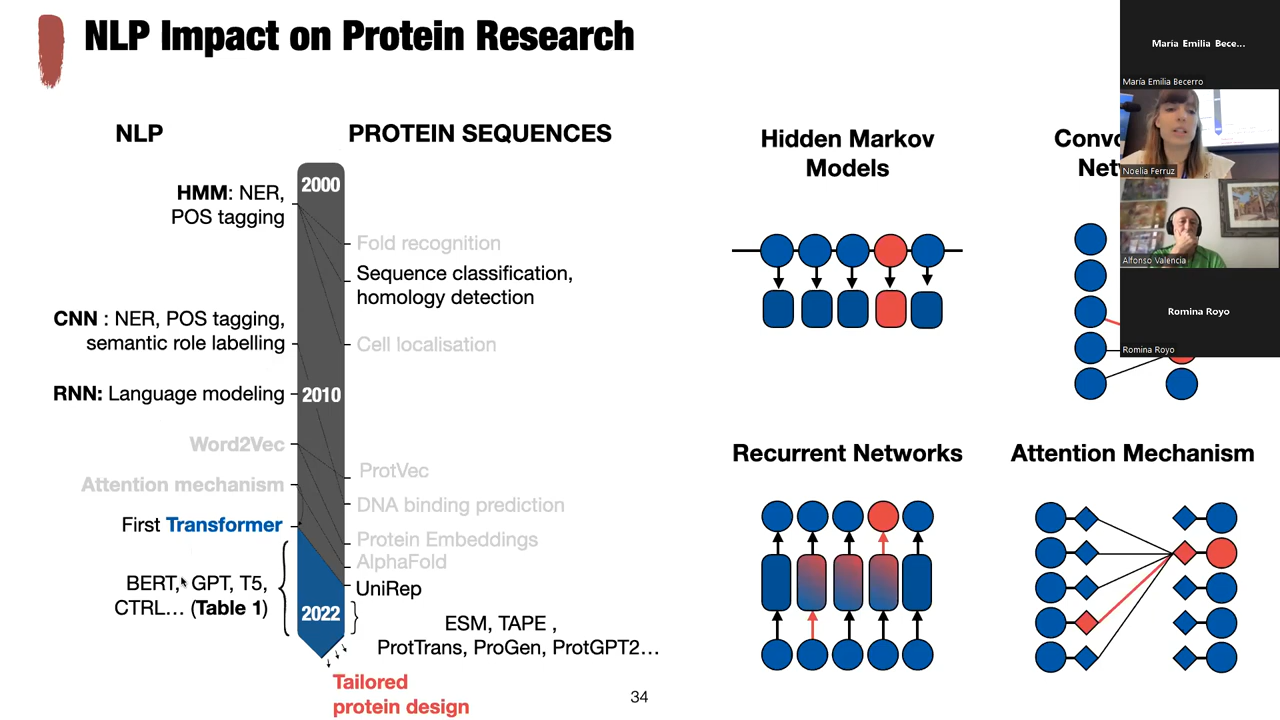 NLP Impact on Protein Research
NLP
PROTEIN SEQUENCES
2000
HMM: NER,
POS tagging
Fold recognition
Sequence classification,
homology detection
CNN : NER, POS tagging,
semantic role labelling
Cell localisation
RNN: Language modeling
2010
Word2Vec
ProtVec
Attention mechanism
DNA binding prediction
First Transformer
Protein Embeddings
AlphaFold
UniRep
BERT, GPT, T5,
CTRL... (Table 1)
2022
ESM, TAPE ,
ProtTrans, ProGen, ProtGPT2...
Tailored
protein design
34
Hidden Markov
Models
Recurrent Networks
Attention Mechanism
María Emilia Bece...
María Emilia Becerro
Noelia Ferruz
Alfonso Valencia
Romina Royo
Romina Royo